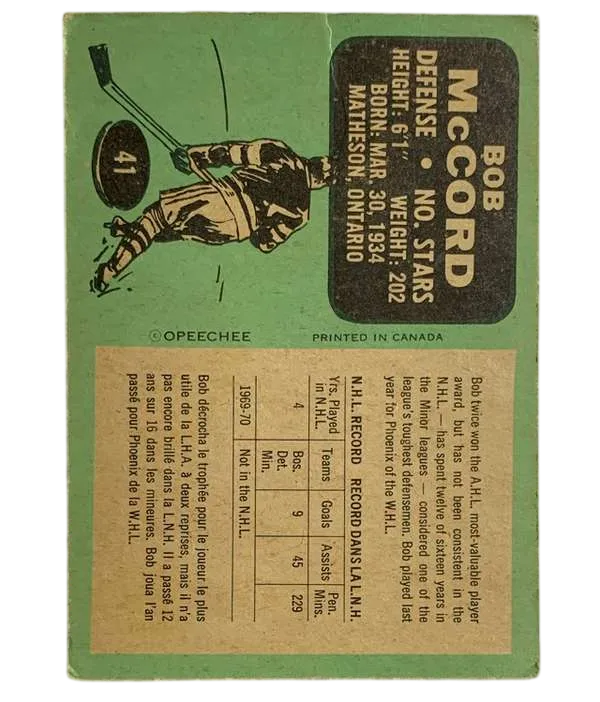 BOB
McCORD
DEFENSE • NO. STARS
HEIGHT: 6'1" WEIGHT: 202
BORN: MAR. 30, 1934
MATHESON, ONTARIO
41
© OPEECHEE
PRINTED IN CANADA
Bob twice won the A.H.L. most-valuable player
award, but has not been consistent in the
N.H.L. — has spent twelve of sixteen years in
the Minor leagues — considered one of the
league's toughest defensemen. Bob played last
year for Phoenix of the W.H.L.
N.H.L. RECORD RECORD DANS LA L.N.H.
Yrs. Played in N.H.L. Teams Goals Assists Pen. Mins.
4 Bos. Det. Min. 9 45 229
1969-70 Not in the N.H.L.
Bob décrocha le trophée pour le joueur le plus
utile de la L.H.A. à deux reprises, mais il n'a
pas encore brillé dans la L.N.H. Il a passé 12
ans sur 16 dans les mineures. Bob joua l'an
passé pour Phoenix de la W.H.L.